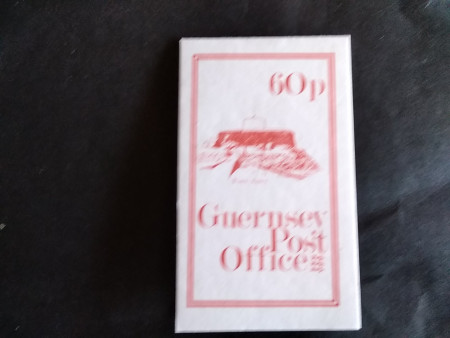 60p
Guernsey
Post
Office